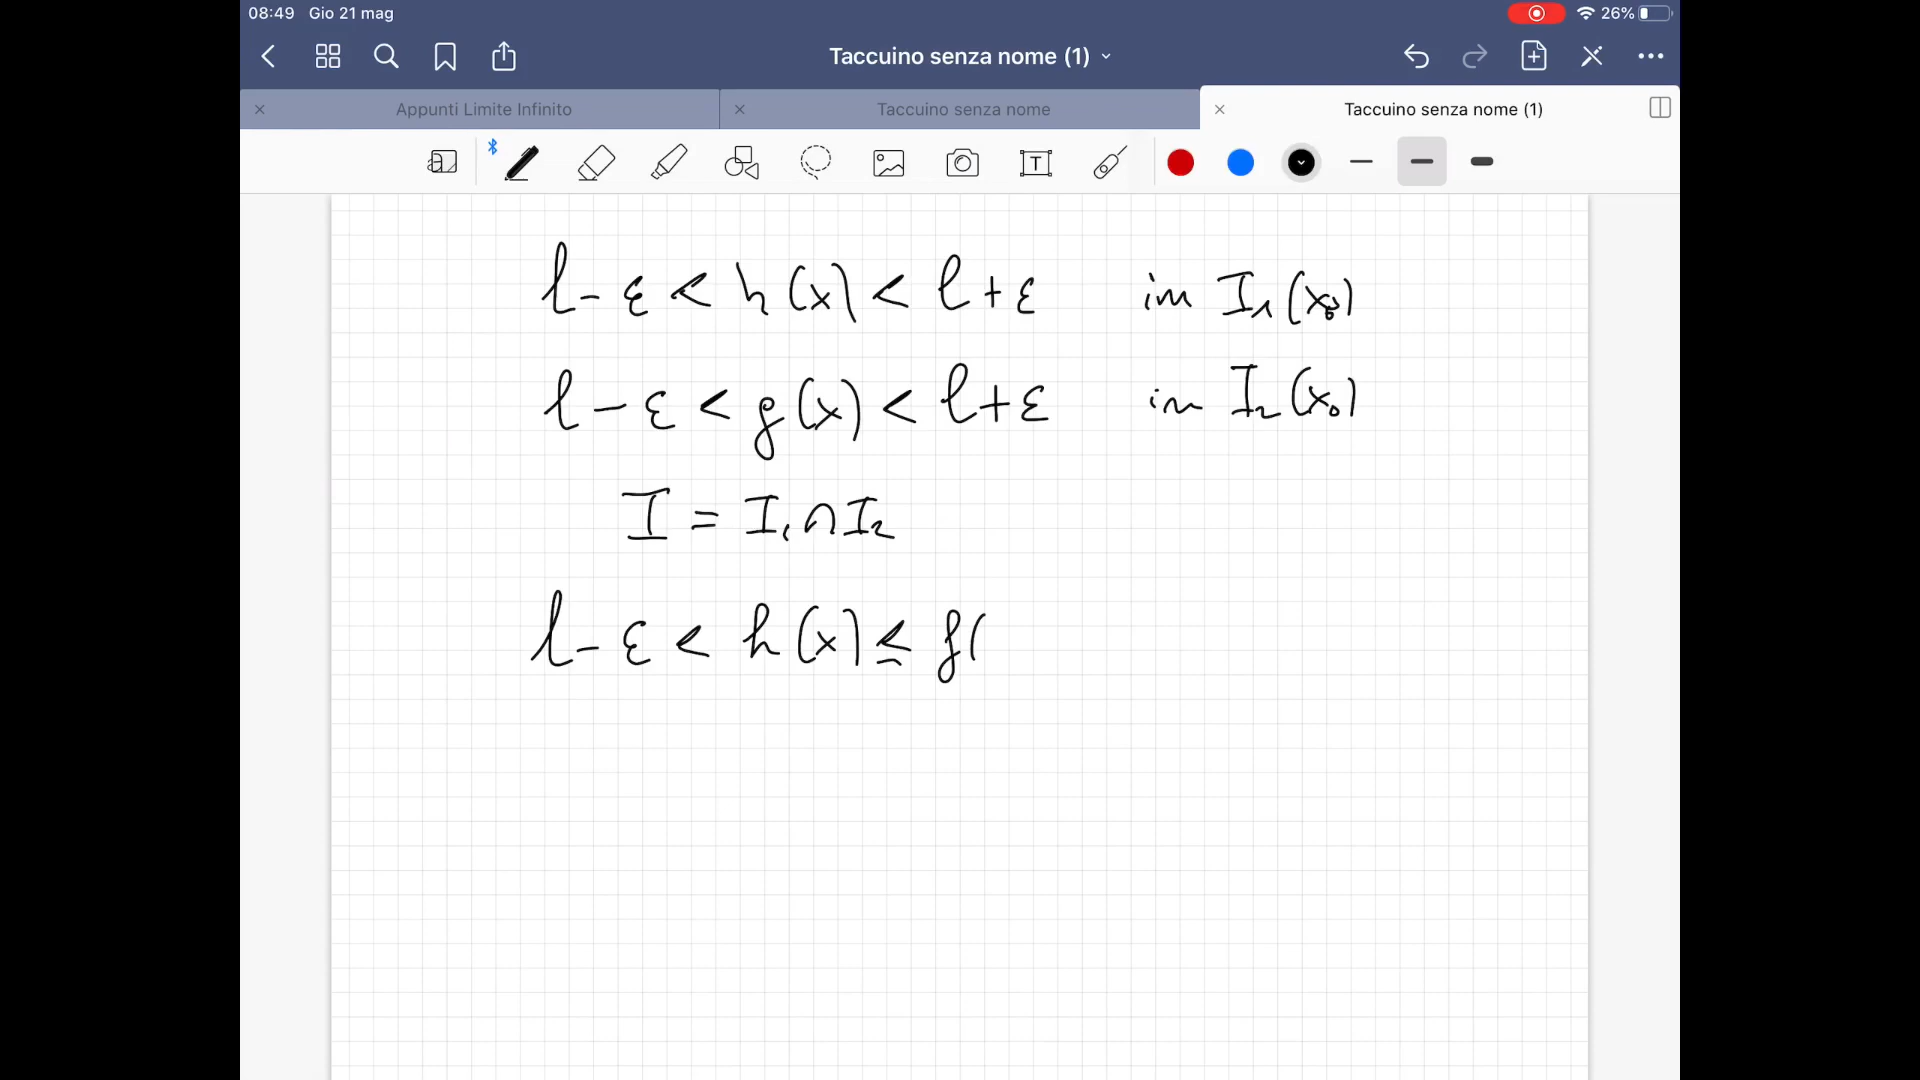 08:49 Gio 21 mag 26%
Taccuino senza nome (1)
Appunti Limite Infinito Taccuino senza nome Taccuino senza nome (1)
l - ε < h(x) < l + ε in I₁(x₀)
l - ε < g(x) < l + ε in I₂(x₀)
I = I₁ ∩ I₂
l - ε < h(x) ≤ f(